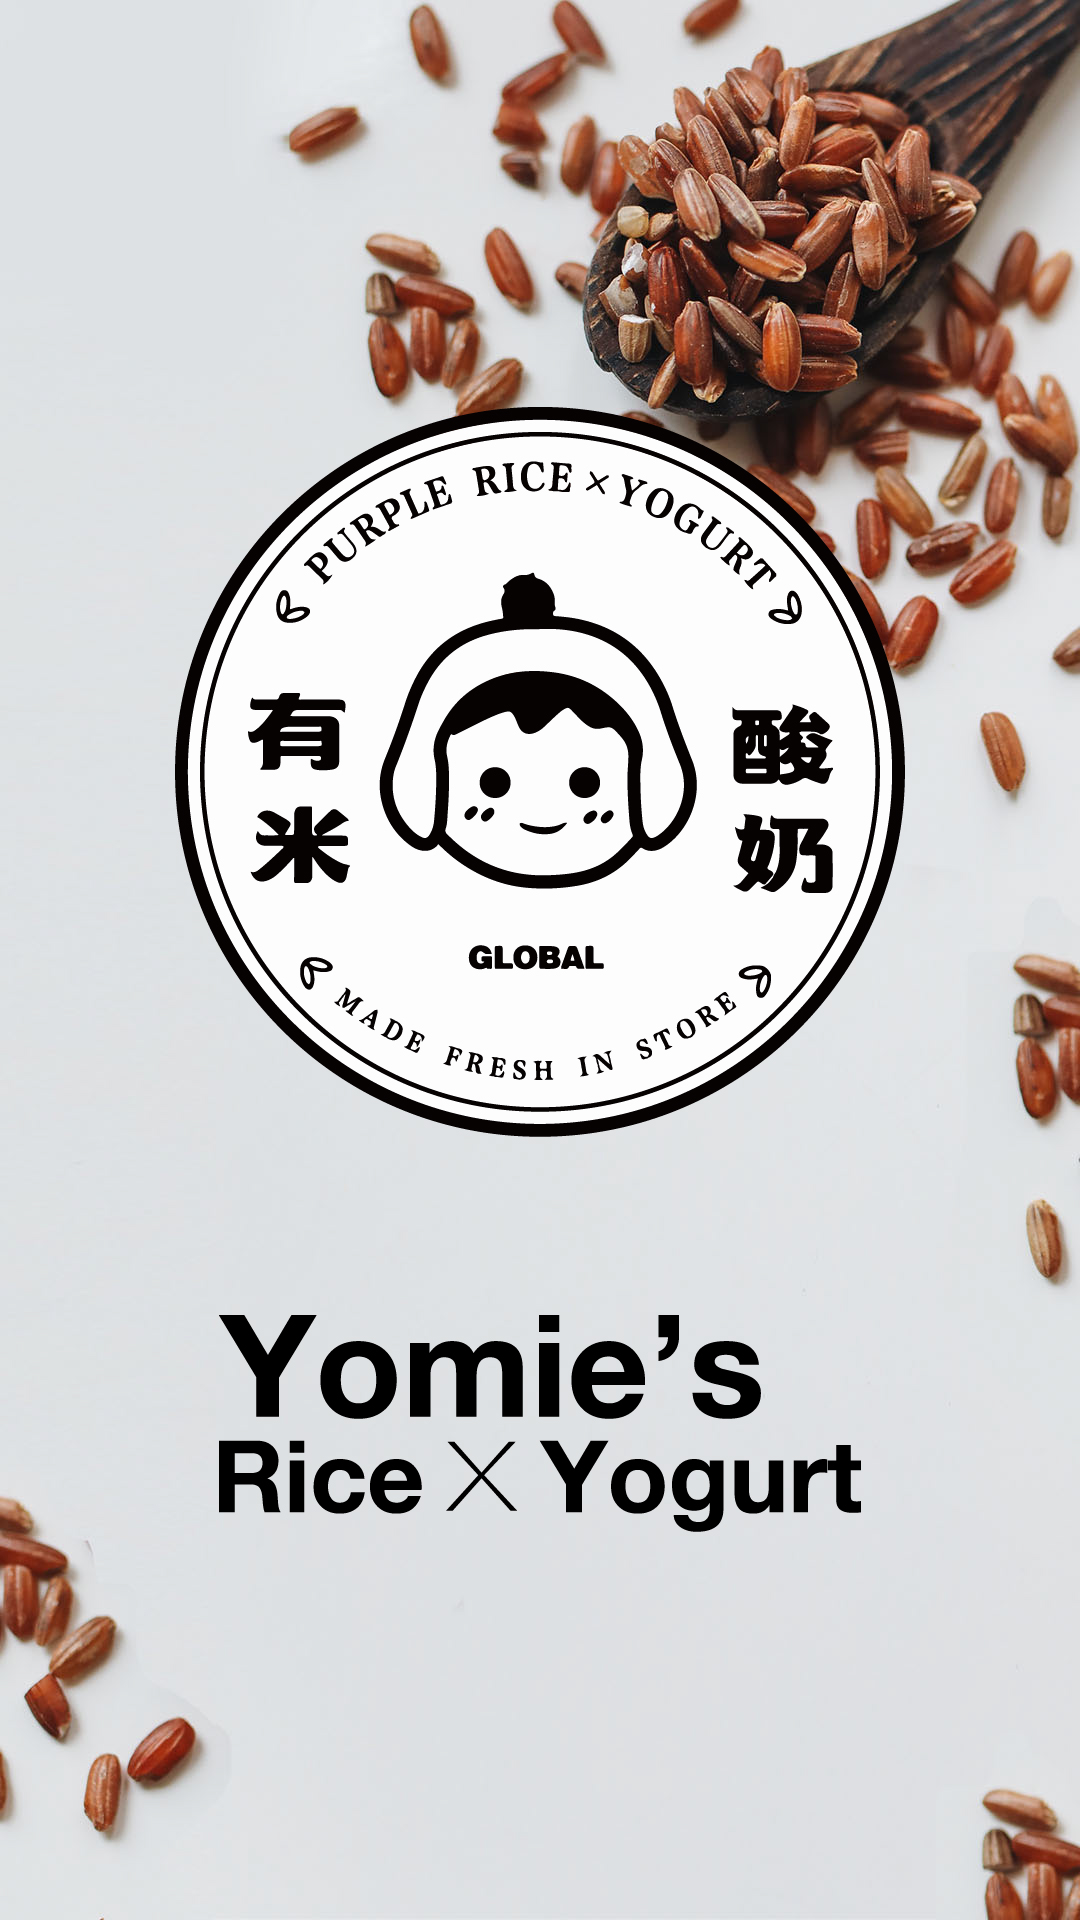 PURPLE RICE × YOGURT
有米
酸奶
GLOBAL
MADE FRESH IN STORE
Yomie’s
Rice × Yogurt